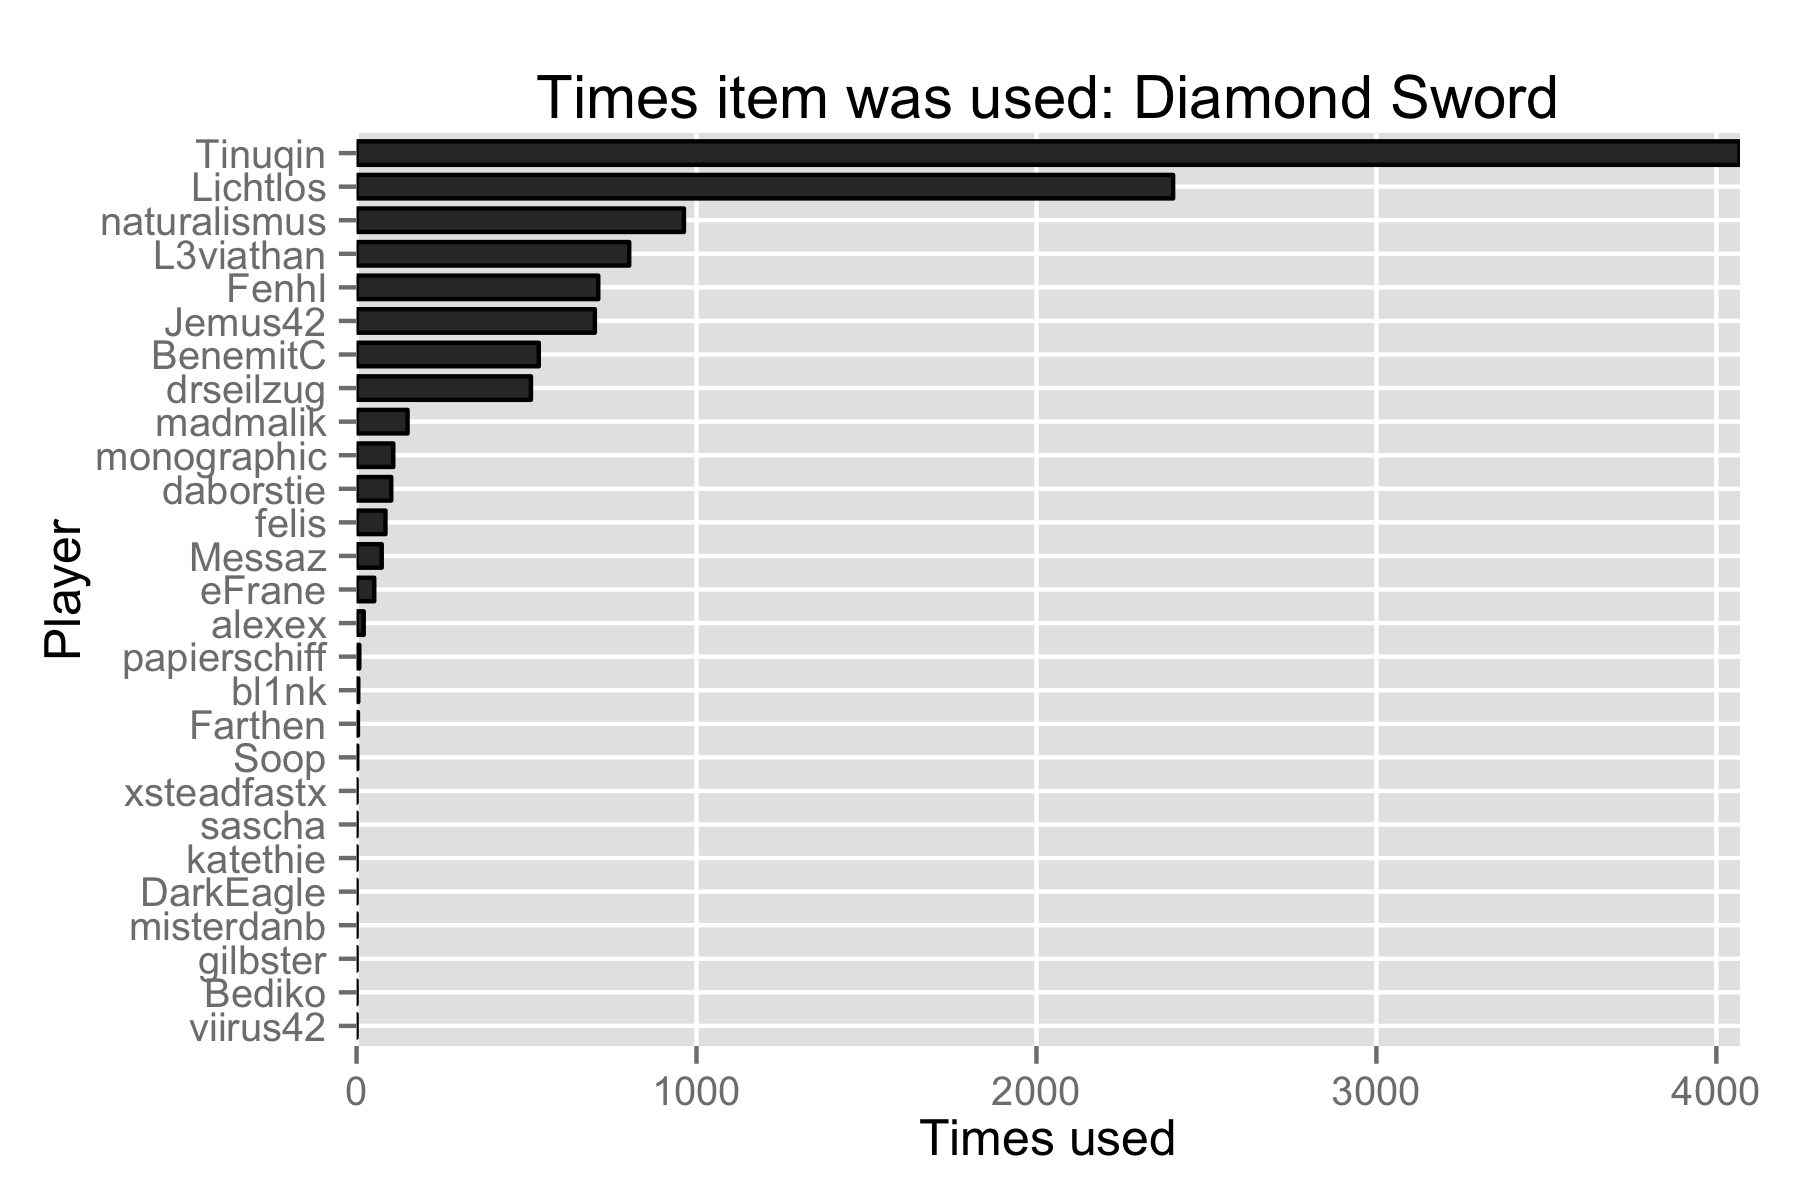 Times item was used: Diamond Sword
Tinuqin
Lichtlos
naturalismus
L3viathan
Fenhl
Jemus42
BenemitC
drseilzug
madmalik
monographic
daborstie
felis
Messaz
eFrane
alexex
papierschiff
bl1nk
Farthen
Soop
xsteadfastx
sascha
katethie
DarkEagle
misterdanb
gilbster
Bediko
viirus42
Player
0 1000 2000 3000 4000
Times used